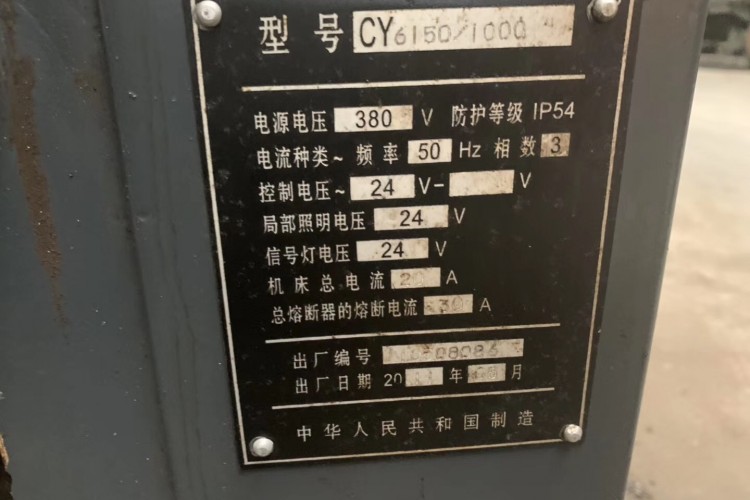 型号 CY6150/1000
电源电压 380 V 防护等级 IP54
电流种类~ 频率 50 Hz 相数 3
控制电压~ 24 V- V
局部照明电压 24 V
信号灯电压 24 V
机床总电流 A
总熔断器的熔断电流 30 A
出厂编号
出厂日期 20 年 月
中华人民共和国制造